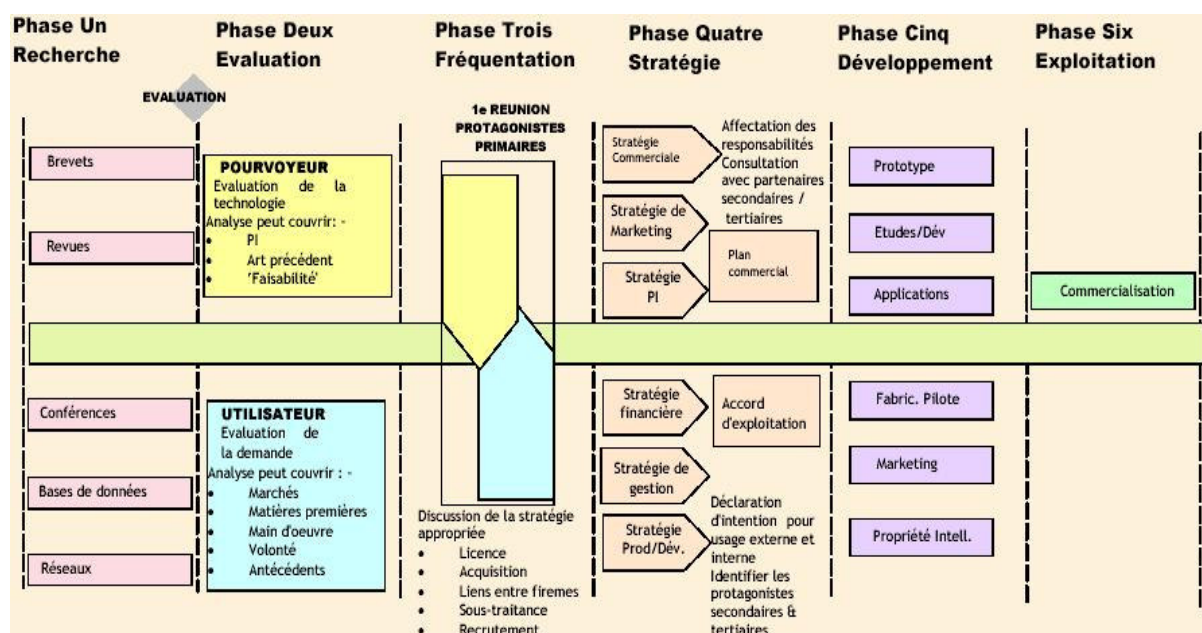 Phase Un
Recherche
Phase Deux
Evaluation
Phase Trois
Fréquentation
Phase Quatre
Stratégie
Phase Cinq
Développement
Phase Six
Exploitation
EVALUATION
Brevets
Revues
Conférences
Bases de données
Réseaux
POURVOYEUR
Evaluation de la
technologie
Analyse peut couvrir: -
• PI
• Art précédent
• 'Faisabilité'
UTILISATEUR
Evaluation de
la demande
Analyse peut couvrir : -
• Marchés
• Matières premières
• Main d'oeuvre
• Volonté
• Antécédents
1e REUNION
PROTAGONISTES
PRIMAIRES
Discussion de la stratégie
appropriée
• Licence
• Acquisition
• Liens entre firemes
• Sous-traitance
• Recrutement
Stratégie
Commerciale
Stratégie de
Marketing
Stratégie
PI
Affectation des
responsabilités
Consultation
avec partenaires
secondaires /
tertiaires
Plan
commercial
Stratégie
financière
Stratégie de
gestion
Stratégie
Prod/Dév.
Accord
d'exploitation
Déclaration
d'intention pour
usage externe et
interne
Identifier les
protagonistes
secondaires &
tertiaires
Prototype
Etudes/Dév
Applications
Fabric. Pilote
Marketing
Propriété Intell.
Commercialisation